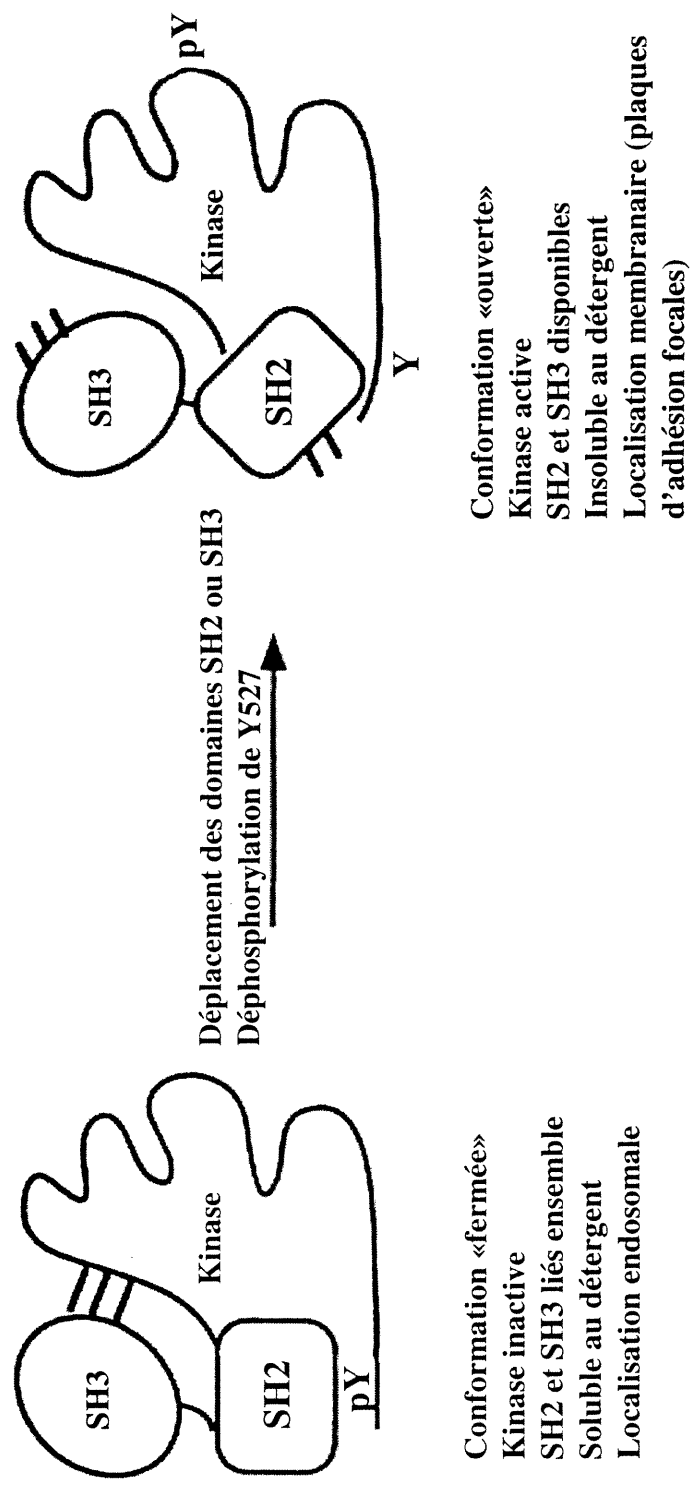 SH3
Kinase
SH2
pY
Conformation «fermée»
Kinase inactive
SH2 et SH3 liés ensemble
Soluble au détergent
Localisation endosomale
Déplacement des domaines SH2 ou SH3
Déphosphorylation de Y527
SH3
Kinase
pY
SH2
Y
Conformation «ouverte»
Kinase active
SH2 et SH3 disponibles
Insoluble au détergent
Localisation membranaire (plaques
d'adhésion focales)